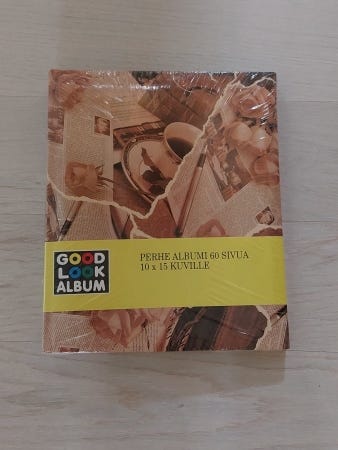 GOOD
LOOK
ALBUM
PERHE ALBUMI 60 SIVUA
10 x 15 KUVILLE